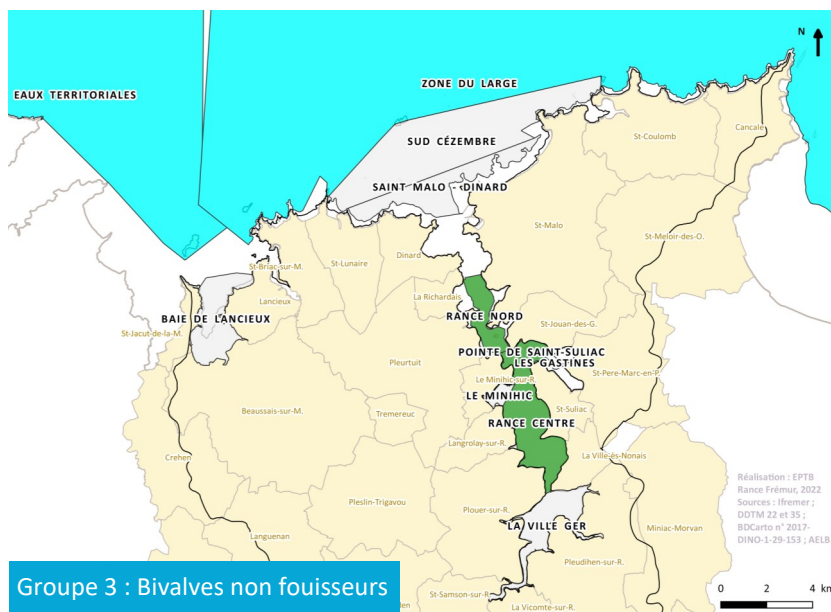 N
EAUX TERRITORIALES
ZONE DU LARGE
SUD CÉZEMBRE
SAINT MALO - DINARD
St-Coulomb
Cancale
St-Malo
St-Meloir-des-O.
St-Briac-sur-M.
St-Lunaire
Dinard
Lancieux
La Richardais
BAIE DE LANCIEUX
St-Jacut-de-la-M.
RANCE NORD
St-Jouan-des-G.
POINTE DE SAINT-SULIAC
LES GASTINES
Pleurtuit
Le Minihic-sur-R.
St-Pere-Marc-en-P.
LE MINIHIC
St-Suliac
Beaussais-sur-M.
Tremereuc
RANCE CENTRE
Langrolay-sur-R.
La Ville-ès-Nonais
Crehen
Pleslin-Trigavou
Plouer-sur-R.
LA VILLE GER
Miniac-Morvan
Languenan
Pleudihen-sur-R.
St-Samson-sur-R.
La Vicomte-sur-R.
Réalisation : EPTB
Rance Frémur, 2022
Sources : Ifremer ;
DDTM 22 et 35 ;
BDCarto n° 2017-
DINO-1-29-153 ; AELB
0 2 4 km
Groupe 3 : Bivalves non fouisseurs